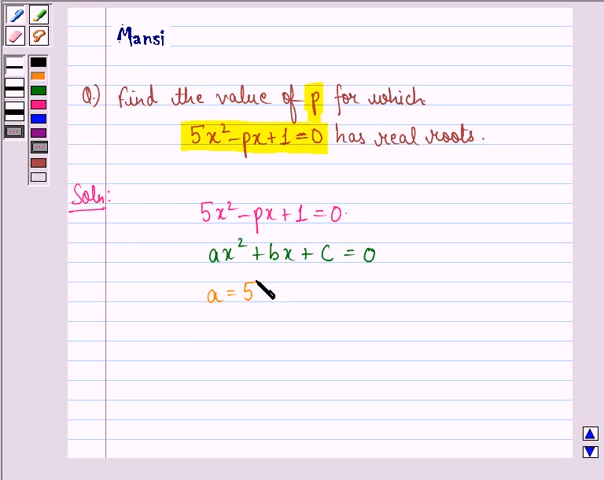 Mansi
Q.) Find the value of p for which
5x²-px+1=0 has real roots.
Soln:
5x²-px+1=0.
ax²+bx+c=0
a=5